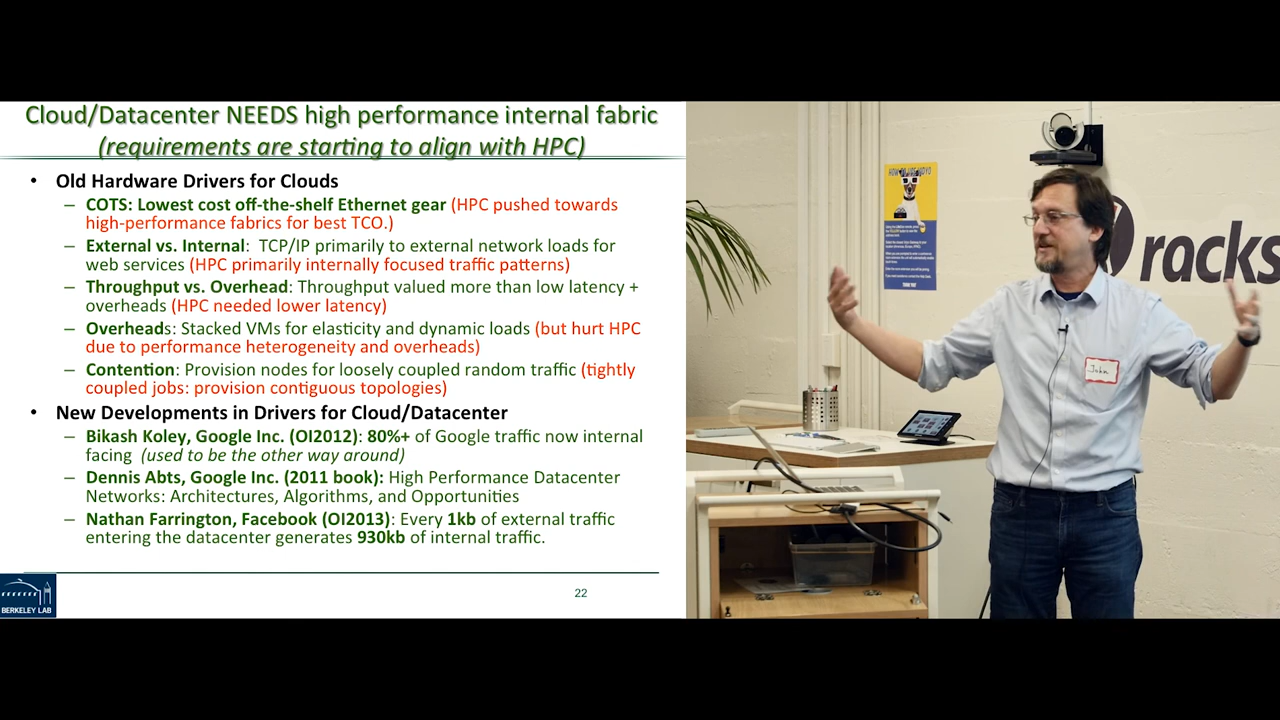 Cloud/Datacenter NEEDS high performance internal fabric
(requirements are starting to align with HPC)
• Old Hardware Drivers for Clouds
– COTS: Lowest cost off-the-shelf Ethernet gear (HPC pushed towards
high-performance fabrics for best TCO.)
– External vs. Internal: TCP/IP primarily to external network loads for
web services (HPC primarily internally focused traffic patterns)
– Throughput vs. Overhead: Throughput valued more than low latency +
overheads (HPC needed lower latency)
– Overheads: Stacked VMs for elasticity and dynamic loads (but hurt HPC
due to performance heterogeneity and overheads)
– Contention: Provision nodes for loosely coupled random traffic (tightly
coupled jobs: provision contiguous topologies)
• New Developments in Drivers for Cloud/Datacenter
– Bikash Koley, Google Inc. (OI2012): 80%+ of Google traffic now internal
facing (used to be the other way around)
– Dennis Abts, Google Inc. (2011 book): High Performance Datacenter
Networks: Architectures, Algorithms, and Opportunities
– Nathan Farrington, Facebook (OI2013): Every 1kb of external traffic
entering the datacenter generates 930kb of internal traffic.
22
BERKELEY LAB
HOW TO USE
racks
John
THANK YOU!